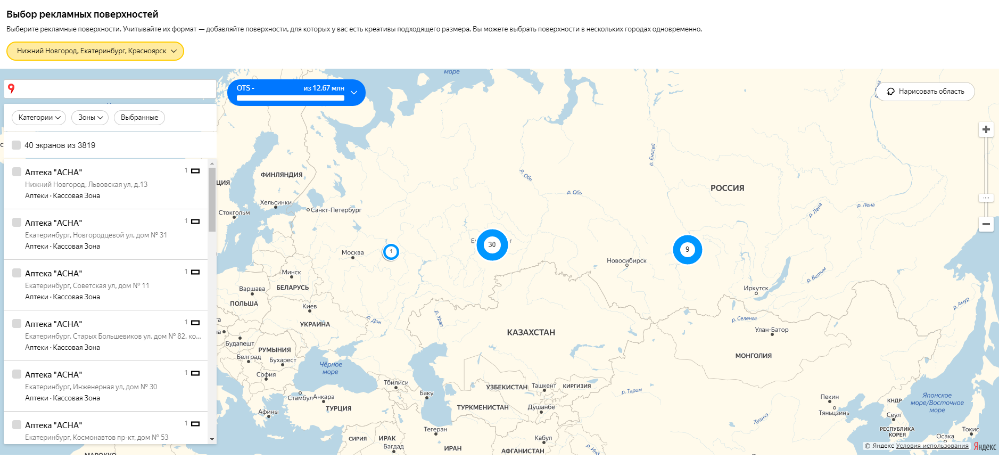 Выбор рекламных поверхностей
Выберите рекламные поверхности. Учитывайте их формат — добавляйте поверхности, для которых у вас есть креативы подходящего размера. Вы можете выбрать поверхности в нескольких городах одновременно.
Нижний Новгород, Екатеринбург, Красноярск
OTS -
из 12.67 млн
Нарисовать область
Категории
Зоны
Выбранные
40 экранов из 3819
Аптека "АСНА"
1
Нижний Новгород, Львовская ул, д.13
Аптеки · Кассовая Зона
Аптека "АСНА"
1
Екатеринбург, Новгородцевой ул, дом № 31
Аптеки · Кассовая Зона
Аптека "АСНА"
1
Екатеринбург, Советская ул, дом № 11
Аптеки · Кассовая Зона
Аптека "АСНА"
1
Екатеринбург, Старых Большевиков ул, дом № 82, ко...
Аптеки · Кассовая Зона
Аптека "АСНА"
1
Екатеринбург, Инженерная ул, дом № 30
Аптеки · Кассовая Зона
Аптека "АСНА"
1
Екатеринбург, Космонавтов пр-кт, дом № 53
море
р. Енисей
р. Обь
ФИНЛЯНДИЯ
РОССИЯ
р. Обь
Хельсинки
Санкт-Петербург
Стокгольм
р. Лена
р. Лена
Москва
1
30
9
Новосибирск
Минск
БЕЛАРУСЬ
р. Витим
Варшава
Иркутск
ПОЛЬША
Киев
р. Амур
УКРАИНА
р. Дон
р. Урал
р. Селенга
КАЗАХСТАН
Улан-Батор
Будапешт
РУМЫНИЯ
МОНГОЛИЯ
Белград
Бухарест
Чёрное
море
София
Тбилиси
УЗБЕКИСТАН
Ташкент
КИРГИЗИЯ
Баку
р. Тарим
Стамбул
Анкара
ТУРЦИЯ
ТУРКМЕНИСТАН
Душанбе
Пекин
Тяньцзинь
КНДР
Японское
море/Восточное
море
Афины
Сеул
Хуанхэ
Тегеран
РЕСПУБЛИКА
КОРЕЯ
Токио
СИРИЯ
ИРАК
Багдад
ИРАН
Кабул
АФГАНИСТАН
Осака
МАРОККО
© Яндекс Условия использования
Яндекс